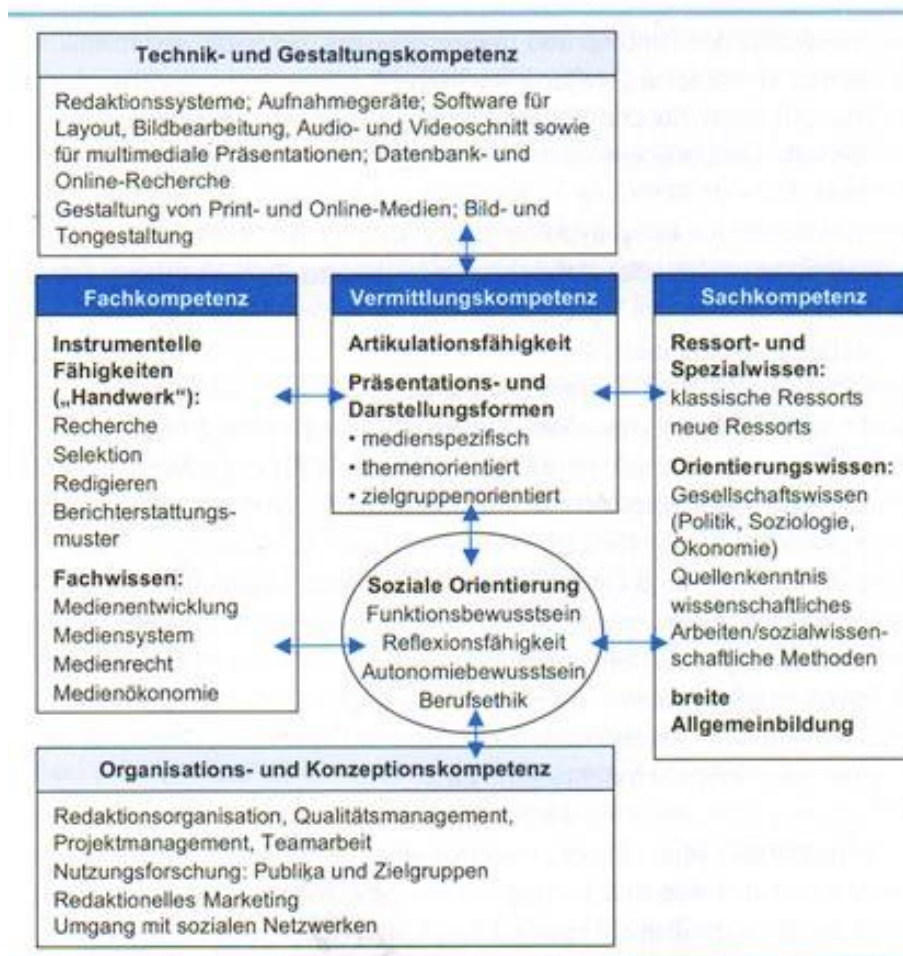 Technik- und Gestaltungskompetenz
Redaktionssysteme; Aufnahmegeräte; Software für
Layout, Bildbearbeitung, Audio- und Videoschnitt sowie
für multimediale Präsentationen; Datenbank- und
Online-Recherche
Gestaltung von Print- und Online-Medien; Bild- und
Tongestaltung
Fachkompetenz
Instrumentelle
Fähigkeiten
(„Handwerk“):
Recherche
Selektion
Redigieren
Berichterstattungs-
muster
Fachwissen:
Medienentwicklung
Mediensystem
Medienrecht
Medienökonomie
Vermittlungskompetenz
Artikulationsfähigkeit
Präsentations- und
Darstellungsformen
• medienspezifisch
• themenorientiert
• zielgruppenorientiert
Soziale Orientierung
Funktionsbewusstsein
Reflexionsfähigkeit
Autonomiebewusstsein
Berufsethik
Sachkompetenz
Ressort- und
Spezialwissen:
klassische Ressorts
neue Ressorts
Orientierungswissen:
Gesellschaftswissen
(Politik, Soziologie,
Ökonomie)
Quellenkenntnis
wissenschaftliches
Arbeiten/sozialwissen-
schaftliche Methoden
breite
Allgemeinbildung
Organisations- und Konzeptionskompetenz
Redaktionsorganisation, Qualitätsmanagement,
Projektmanagement, Teamarbeit
Nutzungsforschung: Publika und Zielgruppen
Redaktionelles Marketing
Umgang mit sozialen Netzwerken